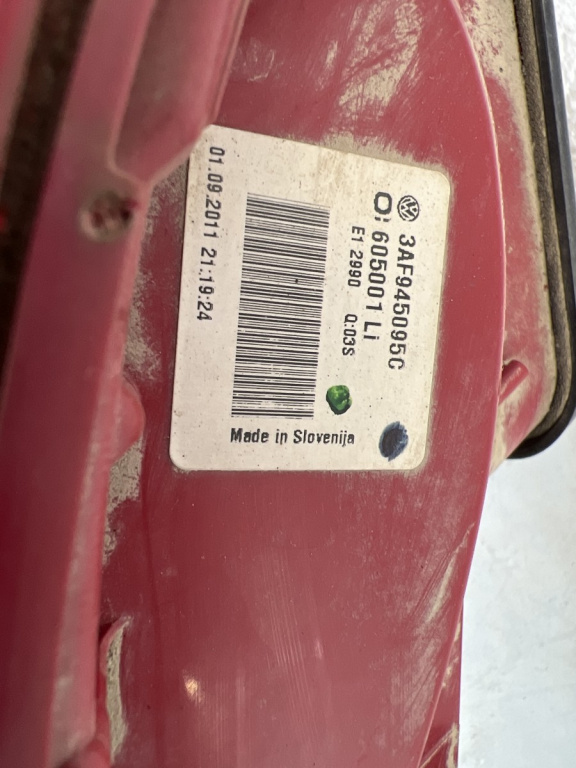 3AF945095C
605001 Li
E1 2990 Q:03S
Made in Slovenija
01.09.2011 21:19:24